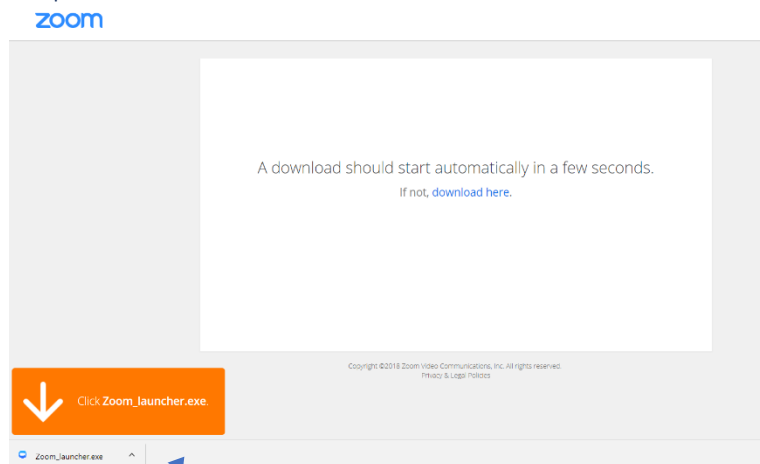 zoom
A download should start automatically in a few seconds.
If not, download here.
Copyright ©2016 Zoom Video Communications, Inc. All rights reserved.
Privacy & Legal Policies
Click Zoom_launcher.exe.
Zoom_launcher.exe